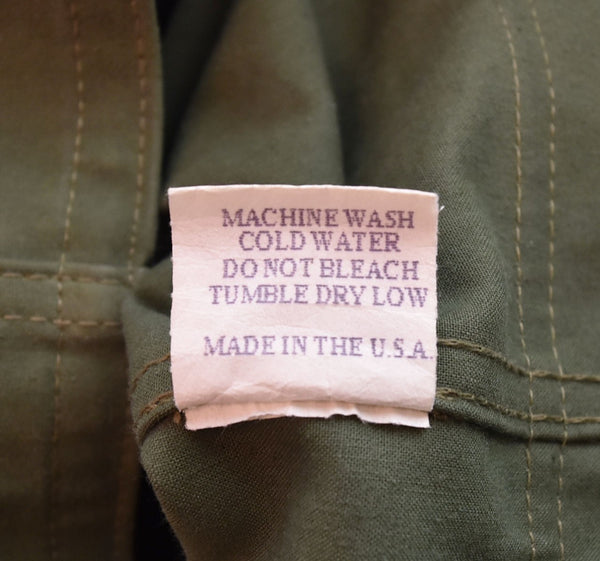 MACHINE WASH
COLD WATER
DO NOT BLEACH
TUMBLE DRY LOW
MADE IN THE U.S.A.